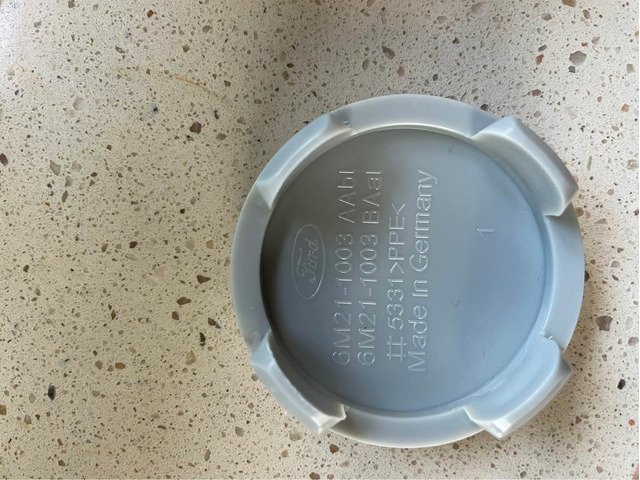 Ford
6M21-1003 AAbl
6M21-1003 BAal
# 5331>PPE<
Made In Germany
1